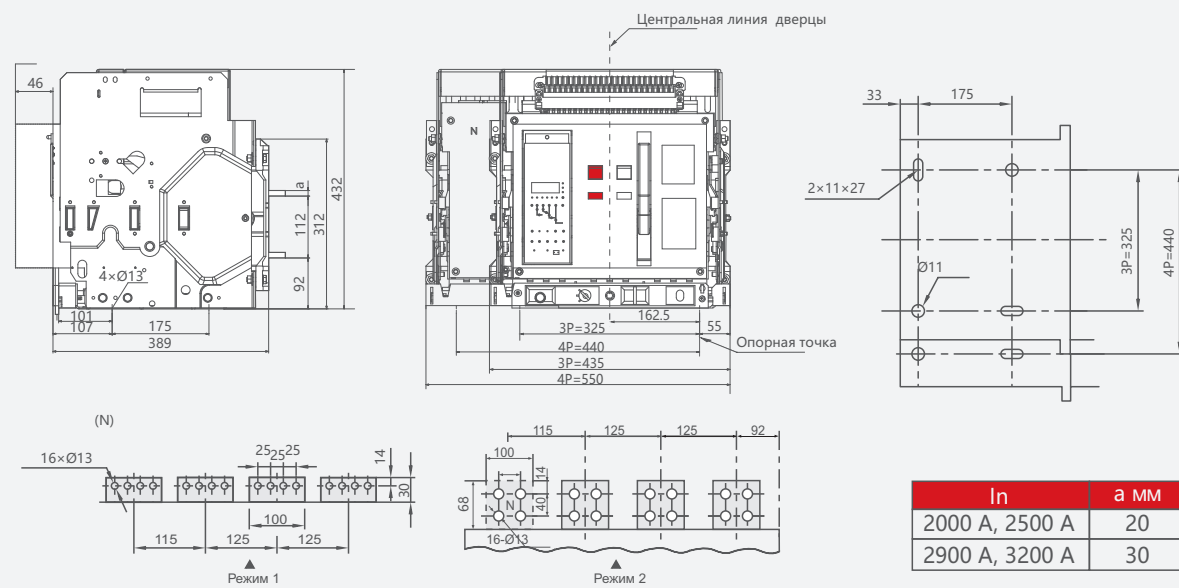 Центральная линия дверцы
46
a
112
312
432
92
4×Ø13
101
107
175
389
N
162.5
3P=325
55
4P=440
Опорная точка
3P=435
4P=550
33
175
2×11×27
3P=325
4P=440
Ø11
(N)
16×Ø13
25
25
25
14
30
100
115
125
125
Режим 1
115
125
125
92
100
14
68
40
N
16-Ø13
Режим 2
In a мм
2000 A, 2500 A 20
2900 A, 3200 A 30